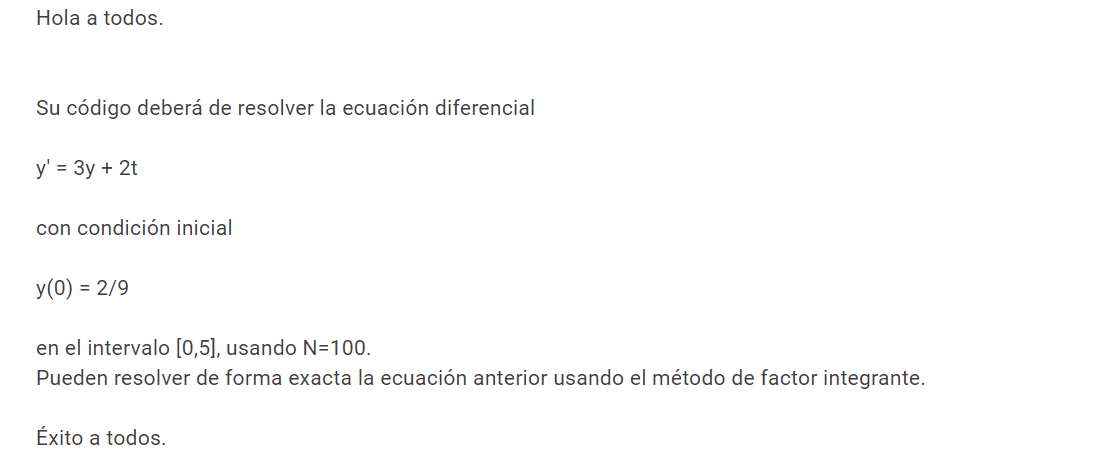 Hola a todos.
Su código deberá de resolver la ecuación diferencial
y' = 3y + 2t
con condición inicial
y(0) = 2/9
en el intervalo [0,5], usando N=100.
Pueden resolver de forma exacta la ecuación anterior usando el método de factor integrante.
Éxito a todos.